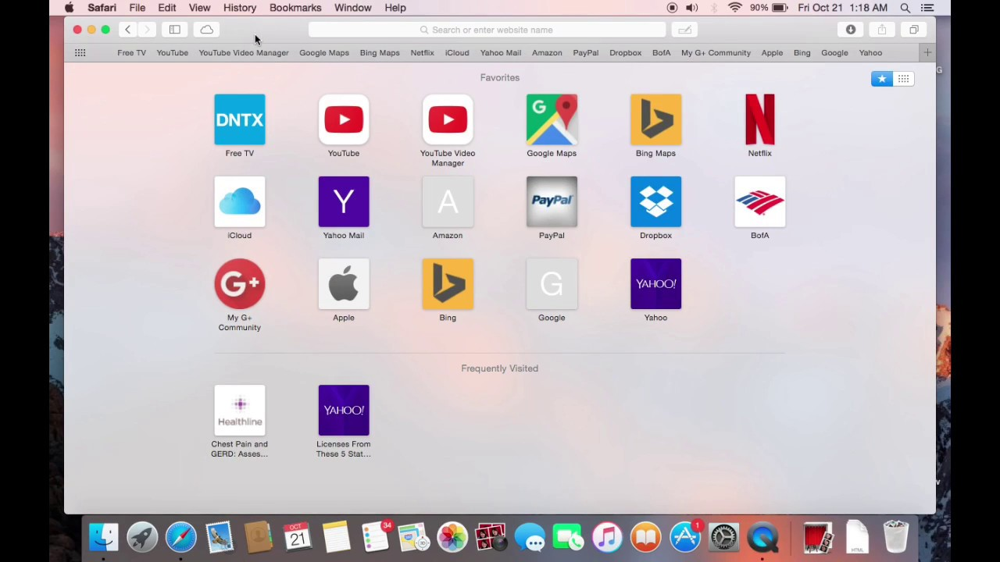 Safari File Edit View History Bookmarks Window Help 90% Fri Oct 21 1:18 AM
Search or enter website name
Free TV YouTube YouTube Video Manager Google Maps Bing Maps Netflix iCloud Yahoo Mail Amazon PayPal Dropbox BofA My G+ Community Apple Bing Google Yahoo
Favorites
DNTX
G
Free TV YouTube YouTube Video Google Maps Bing Maps Netflix
Manager
Y A PayPal
iCloud Yahoo Mail Amazon PayPal Dropbox BofA
G+ G YAHOO!
My G+ Apple Bing Google Yahoo
Community
Frequently Visited
Healthline YAHOO!
Chest Pain and Licenses From
GERD: Asses... These 5 Stat...
OCT
21
34
1
HTML